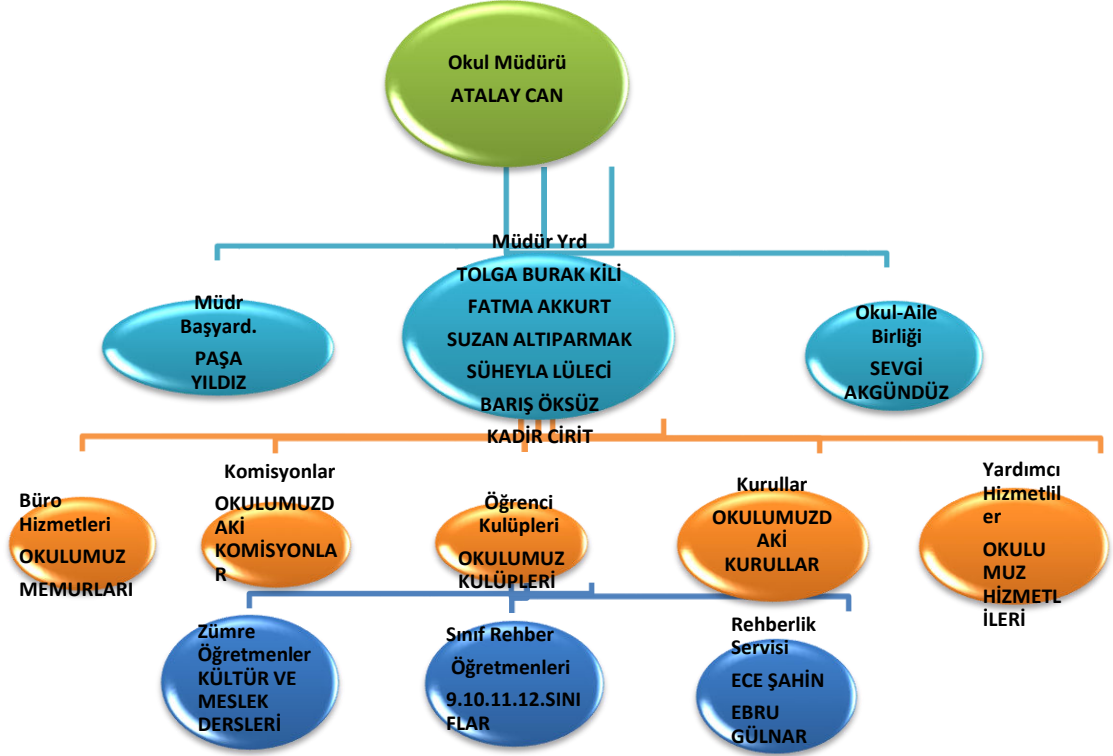 Okul Müdürü
ATALAY CAN
Müdür Yrd
TOLGA BURAK KİLİ
FATMA AKKURT
SUZAN ALTIPARMAK
SÜHEYLA LÜLECİ
BARIŞ ÖKSÜZ
KADİR CİRİT
Müdr
Başyard.
PAŞA
YILDIZ
Okul-Aile
Birliği
SEVGİ
AKGÜNDÜZ
Büro
Hizmetleri
OKULUMUZ
MEMURLARI
Komisyonlar
OKULUMUZD
AKİ
KOMİSYONLA
R
Öğrenci
Kulüpleri
OKULUMUZ
KULÜPLERİ
Kurullar
OKULUMUZD
AKİ
KURULLAR
Yardımcı
Hizmetlil
er
OKULU
MUZ
HİZMETL
İLERİ
Zümre
Öğretmenler
KÜLTÜR VE
MESLEK
DERSLERİ
Sınıf Rehber
Öğretmenleri
9.10.11.12.SINI
FLAR
Rehberlik
Servisi
ECE ŞAHİN
EBRU
GÜLNAR